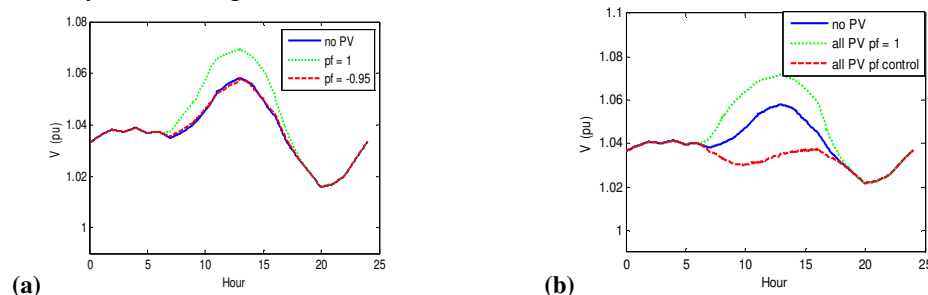 1.08
1.06
1.04
1.02
1
V (pu)
0 5 10 15 20 25
Hour
no PV
pf = 1
pf = -0.95
(a)
1.1
1.08
1.06
1.04
1.02
1
V (pu)
0 5 10 15 20 25
Hour
no PV
all PV pf = 1
all PV pf control
(b)